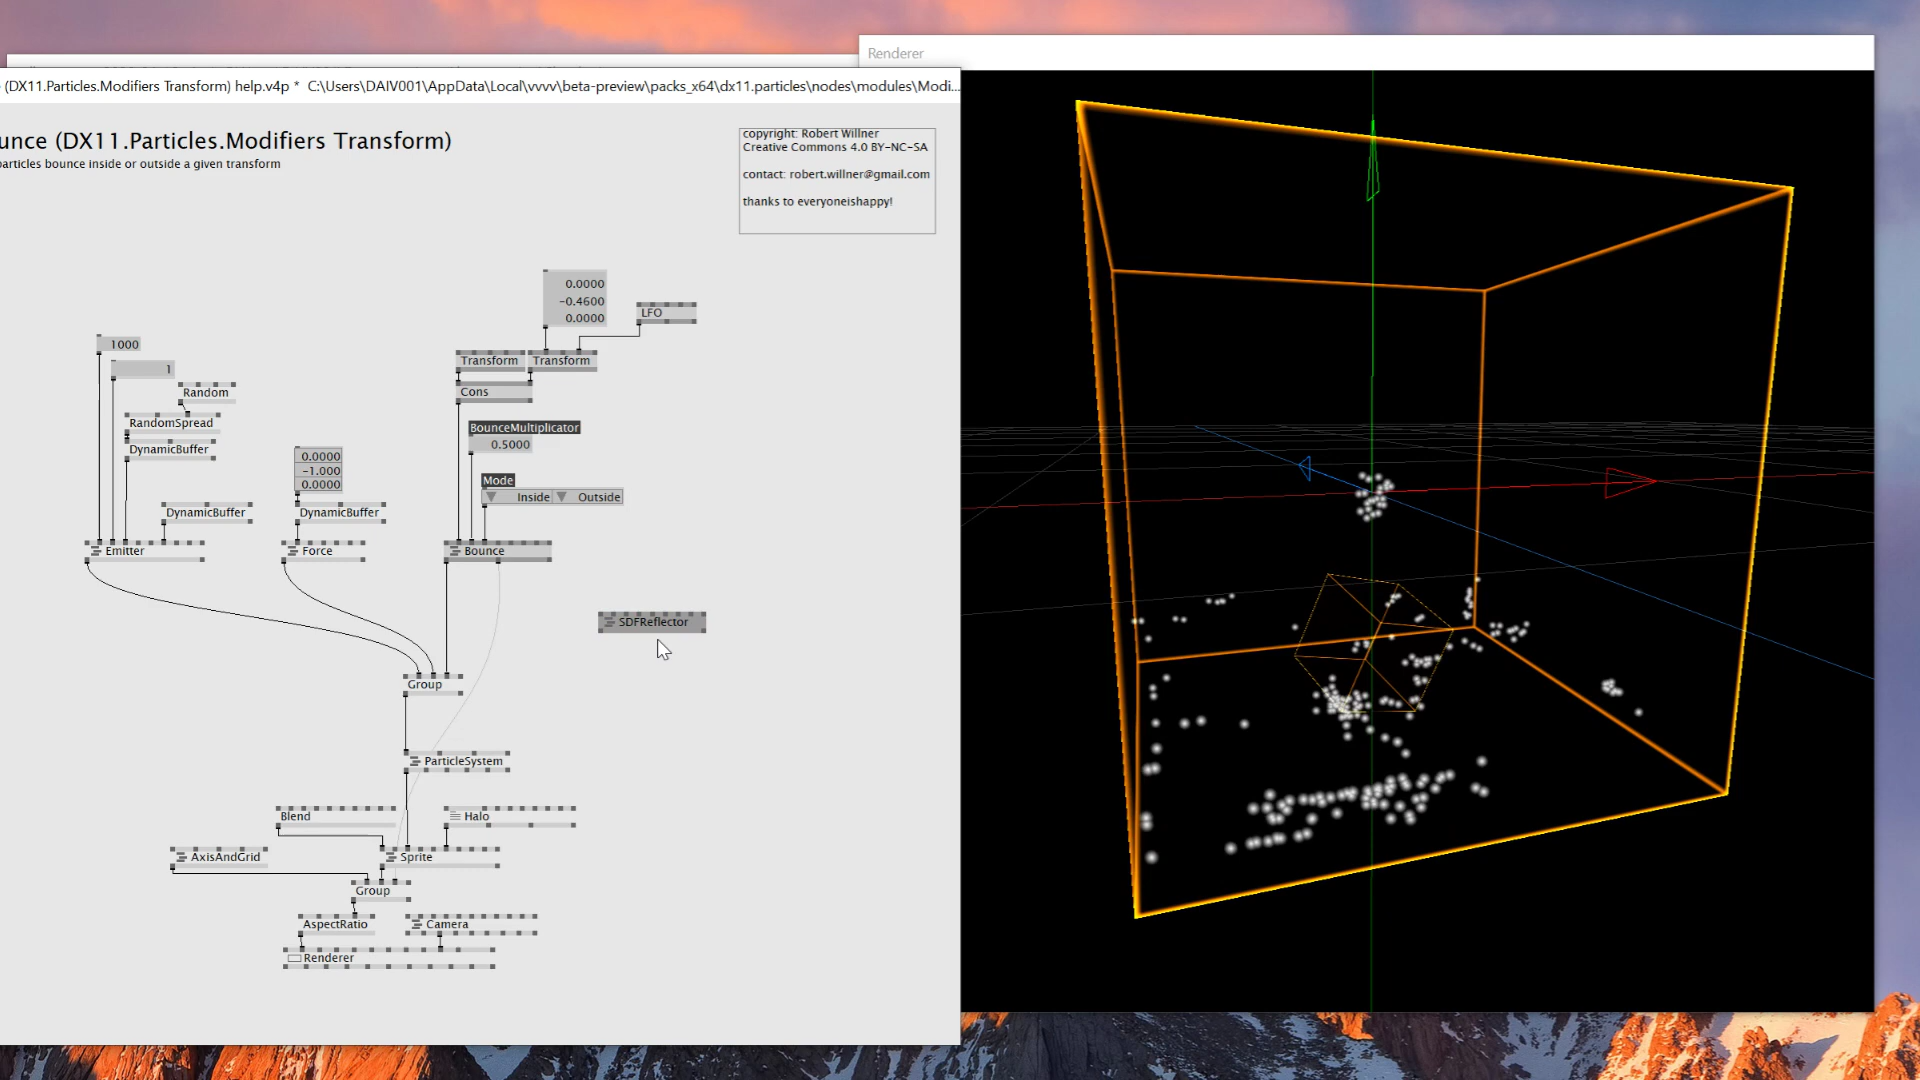 Renderer
(DX11.Particles.Modifiers Transform) help.v4p * C:\Users\DAIV001\AppData\Local\vvvv\beta-preview\packs_x64\dx11.particles\nodes\modules\Modi...
unce (DX11.Particles.Modifiers Transform)
particles bounce inside or outside a given transform
copyright: Robert Willner
Creative Commons 4.0 BY-NC-SA
contact: robert.willner@gmail.com
thanks to everyoneishappy!
0.0000
-0.4600
0.0000
LFO
1000
1
Transform
Transform
Random
Cons
RandomSpread
BounceMultiplicator
DynamicBuffer
0.5000
0.0000
-1.000
0.0000
Mode
Inside
Outside
DynamicBuffer
DynamicBuffer
Emitter
Force
Bounce
SDFReflector
Group
ParticleSystem
Blend
Halo
AxisAndGrid
Sprite
Group
AspectRatio
Camera
Renderer